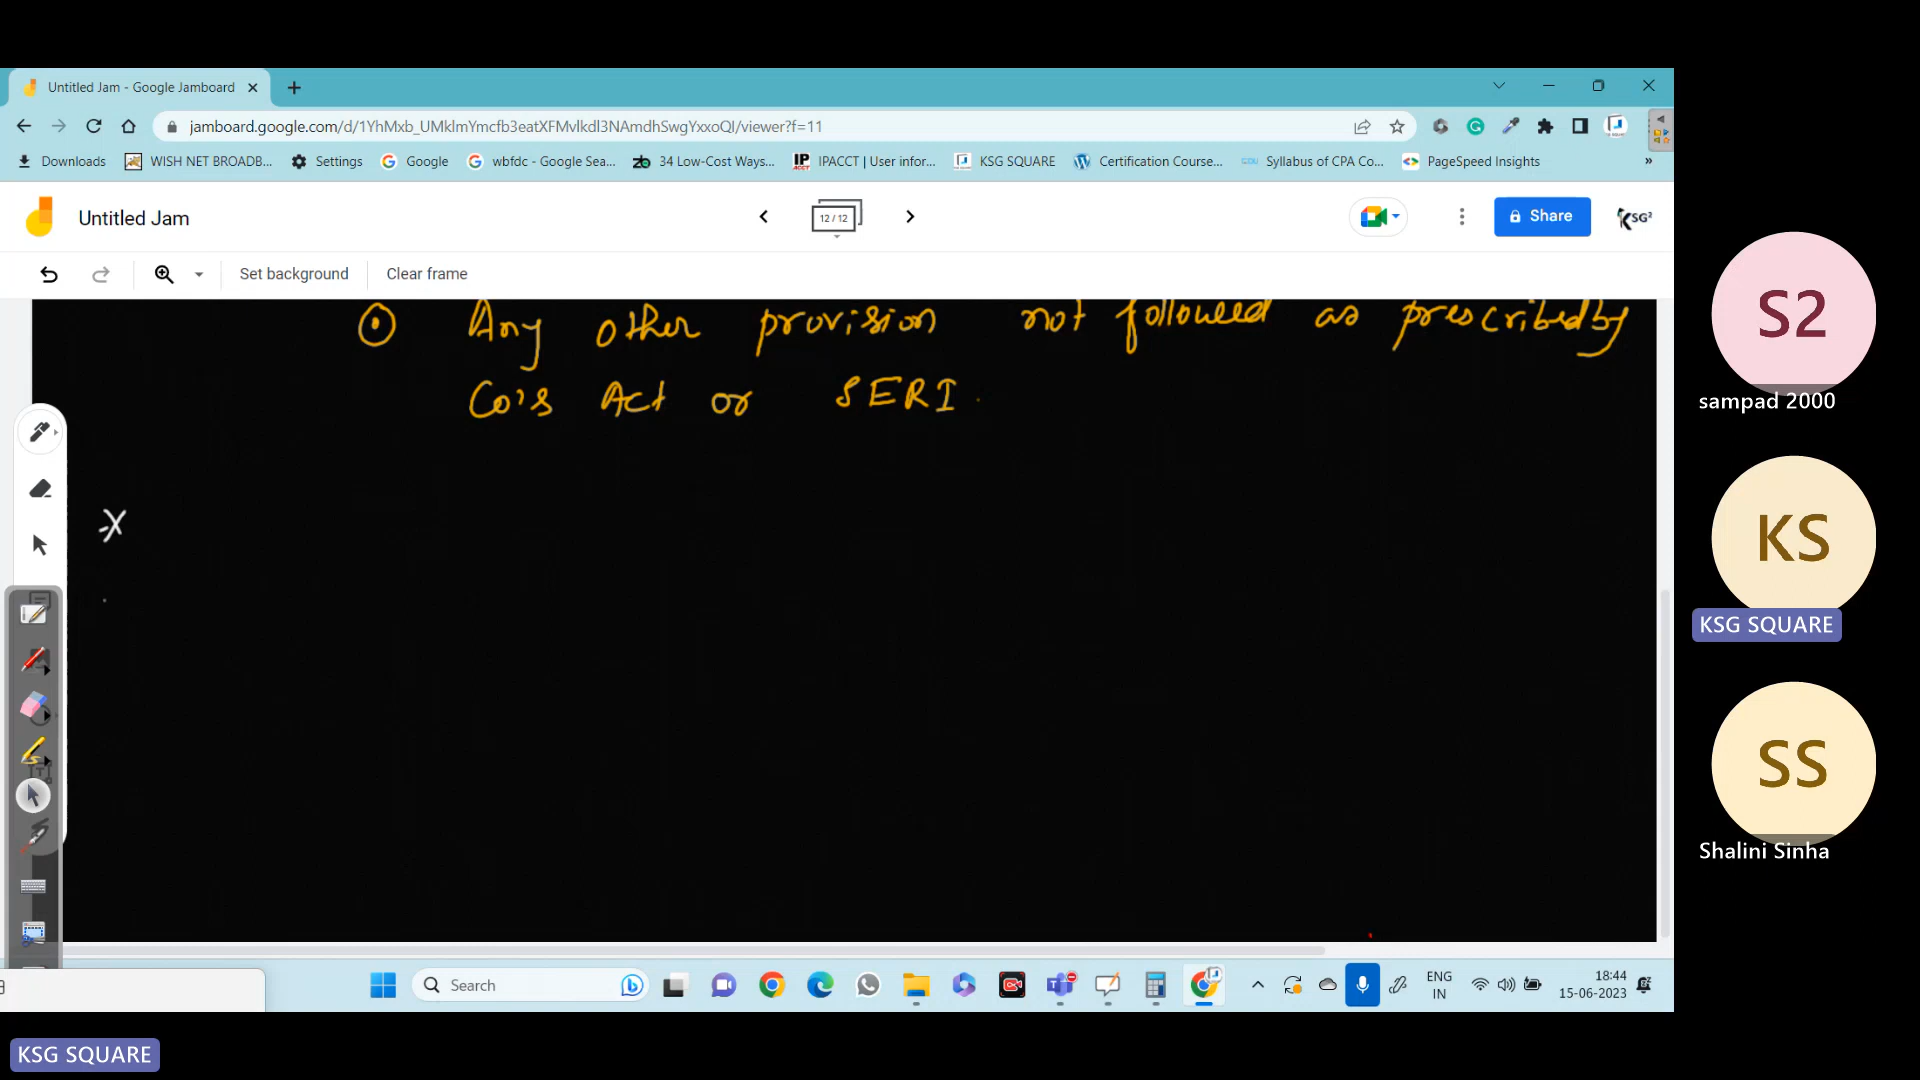 Untitled Jam - Google Jamboard
jamboard.google.com/d/1YhMxb_UMklmYmcfb3eatXFMvlkdl3NAmdhSwgYxxoQI/viewer?f=11
Downloads WISH NET BROADB... Settings Google wbfdc - Google Sea... 34 Low-Cost Ways... IPACCT | User infor... KSG SQUARE Certification Course... Syllabus of CPA Co... PageSpeed Insights »
Untitled Jam 12 / 12 Share KSG²
Set background Clear frame
Any other provision not followed as prescribed by
Co's Act or SERI.
S2
sampad 2000
KS
KSG SQUARE
SS
Shalini Sinha
Search ENG IN 18:44 15-06-2023
KSG SQUARE